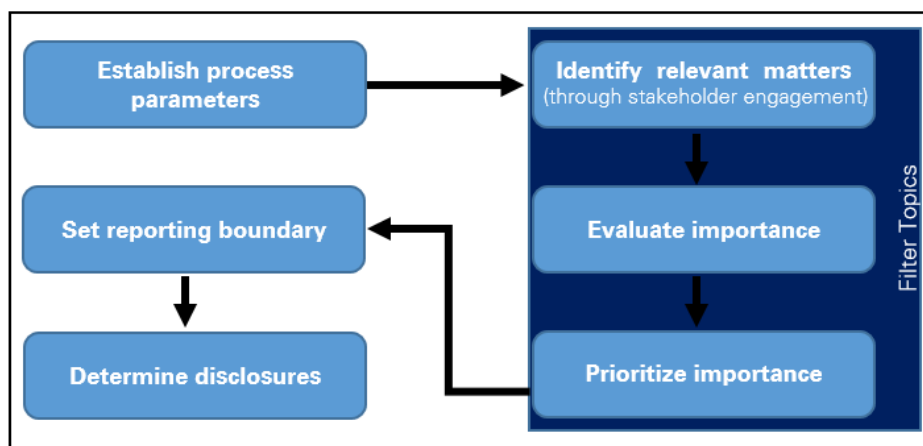 Establish process
parameters
Identify relevant matters
(through stakeholder engagement)
Evaluate importance
Prioritize importance
Filter Topics
Set reporting boundary
Determine disclosures